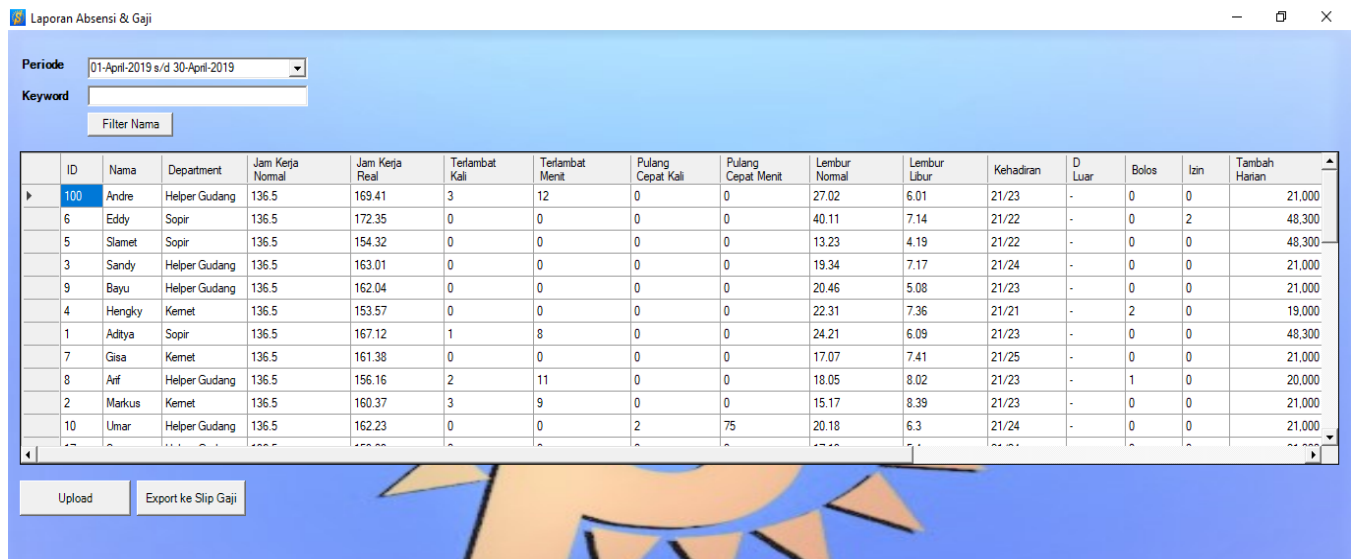 Laporan Absensi & Gaji
Periode 01-April-2019 s/d 30-April-2019
Keyword
Filter Nama
ID Nama Department Jam Kerja Normal Jam Kerja Real Terlambat Kali Terlambat Menit Pulang Cepat Kali Pulang Cepat Menit Lembur Normal Lembur Libur Kehadiran D Luar Bolos Izin Tambah Harian
100 Andre Helper Gudang 136.5 169.41 3 12 0 0 27.02 6.01 21/23 - 0 0 21,000
6 Eddy Sopir 136.5 172.35 0 0 0 0 40.11 7.14 21/22 - 0 2 48,300
5 Slamet Sopir 136.5 154.32 0 0 0 0 13.23 4.19 21/22 - 0 0 48,300
3 Sandy Helper Gudang 136.5 163.01 0 0 0 0 19.34 7.17 21/24 - 0 0 21,000
9 Bayu Helper Gudang 136.5 162.04 0 0 0 0 20.46 5.08 21/23 - 0 0 21,000
4 Hengky Kernet 136.5 153.57 0 0 0 0 22.31 7.36 21/21 - 2 0 19,000
1 Aditya Sopir 136.5 167.12 1 8 0 0 24.21 6.09 21/23 - 0 0 48,300
7 Gisa Kernet 136.5 161.38 0 0 0 0 17.07 7.41 21/25 - 0 0 21,000
8 Arif Helper Gudang 136.5 156.16 2 11 0 0 18.05 8.02 21/23 - 1 0 20,000
2 Markus Kernet 136.5 160.37 3 9 0 0 15.17 8.39 21/23 - 0 0 21,000
10 Umar Helper Gudang 136.5 162.23 0 0 2 75 20.18 6.3 21/24 - 0 0 21,000
Upload Export ke Slip Gaji